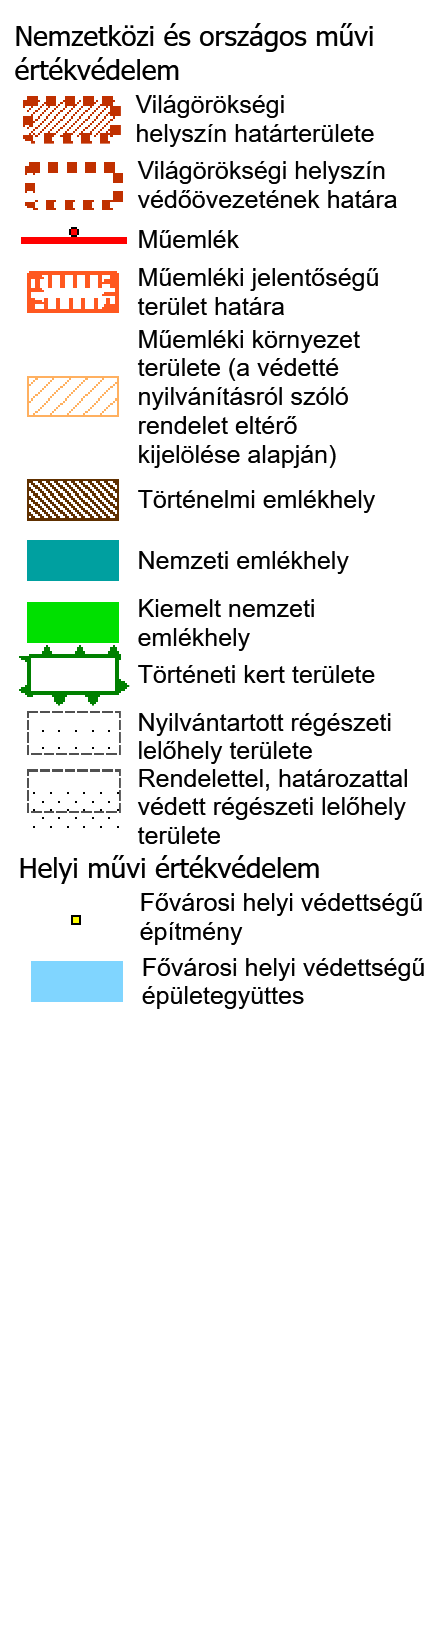 Nemzetközi és országos művi
értékvédelem
Világörökségi
helyszín határterülete
Világörökségi helyszín
védőövezetének határa
Műemlék
Műemléki jelentőségű
terület határa
Műemléki környezet
területe (a védetté
nyilvánításról szóló
rendelet eltérő
kijelölése alapján)
Történelmi emlékhely
Nemzeti emlékhely
Kiemelt nemzeti
emlékhely
Történeti kert területe
Nyilvántartott régészeti
lelőhely területe
Rendelettel, határozattal
védett régészeti lelőhely
területe
Helyi művi értékvédelem
Fővárosi helyi védettségű
építmény
Fővárosi helyi védettségű
épületegyüttes